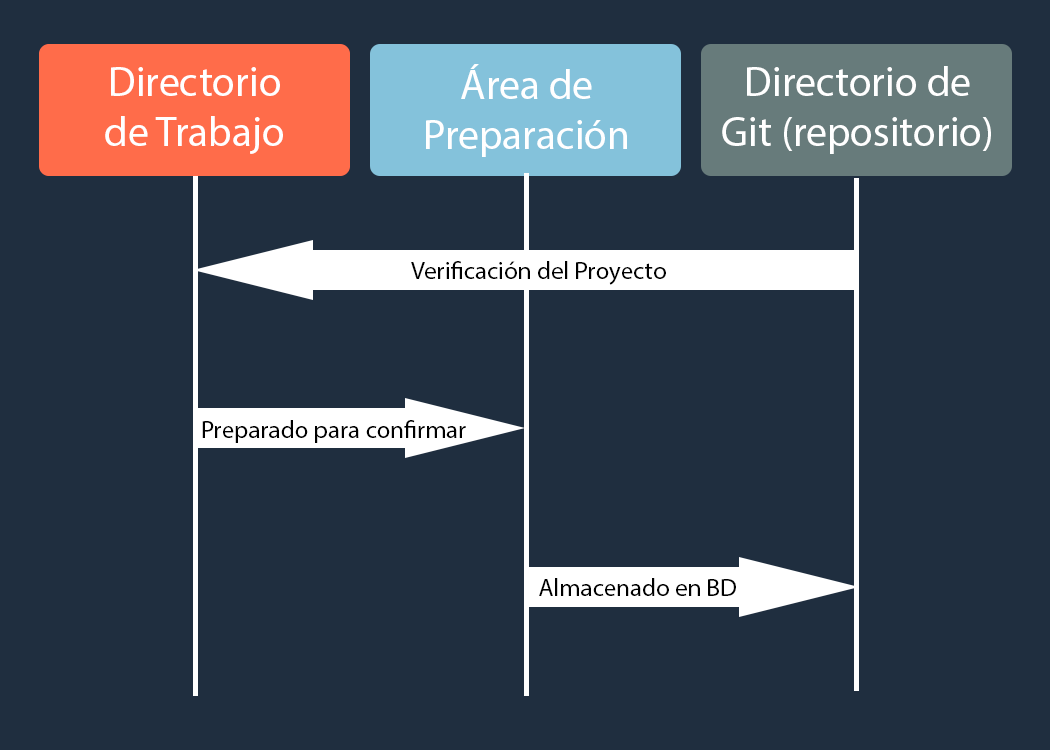 Directorio
de Trabajo
Área de
Preparación
Directorio de
Git (repositorio)
Verificación del Proyecto
Preparado para confirmar
Almacenado en BD